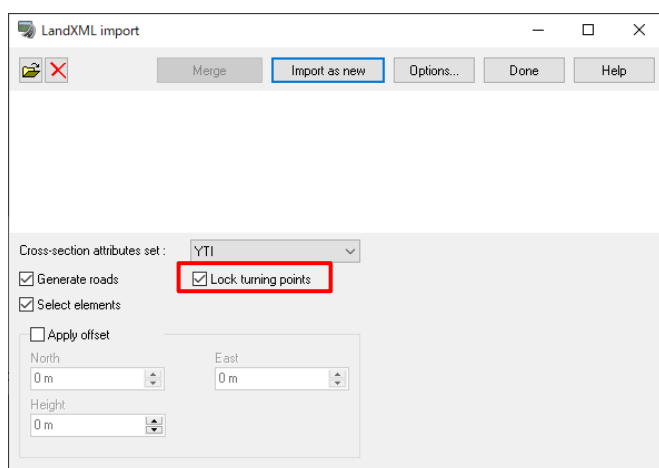 LandXML import
Merge Import as new Options... Done Help
Cross-section attributes set : YTI
Generate roads Lock turning points
Select elements
Apply offset
North East
0 m 0 m
Height
0 m